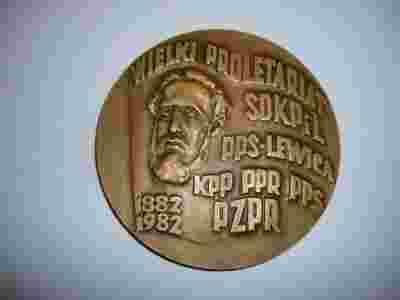 WIELKI PROLETARIAT
SDKPiL
PPS-LEWICA
KPP PPR PPS
PZPR
1882
1982